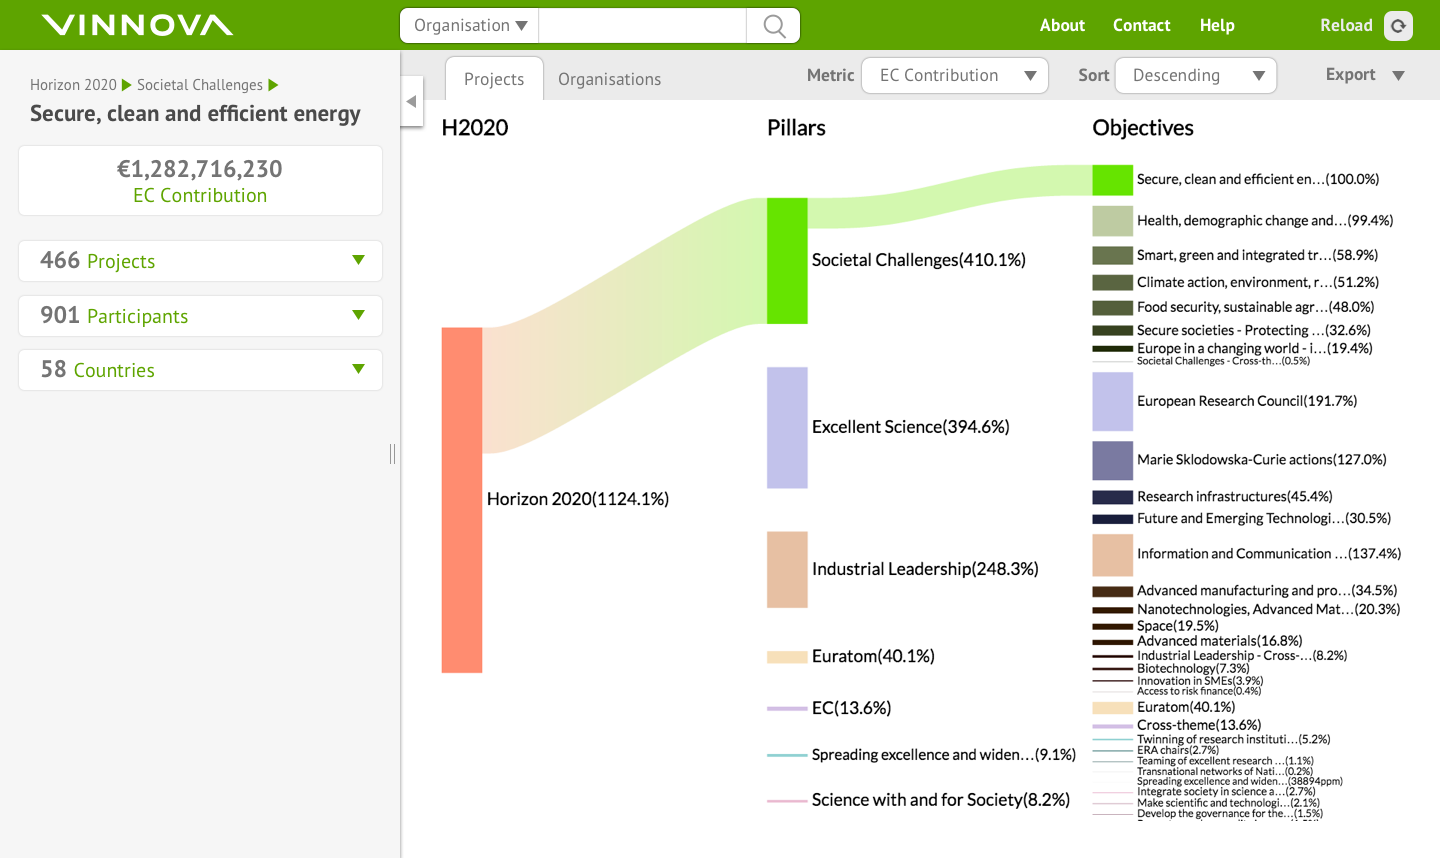 VINNOVA
Organisation
About
Contact
Help
Reload
Horizon 2020
Societal Challenges
Secure, clean and efficient energy
€1,282,716,230
EC Contribution
466 Projects
901 Participants
58 Countries
Projects
Organisations
Metric
EC Contribution
Sort
Descending
Export
H2020
Pillars
Objectives
Horizon 2020(1124.1%)
Societal Challenges(410.1%)
Excellent Science(394.6%)
Industrial Leadership(248.3%)
Euratom(40.1%)
EC(13.6%)
Spreading excellence and widen...(9.1%)
Science with and for Society(8.2%)
Secure, clean and efficient en...(100.0%)
Health, demographic change and...(99.4%)
Smart, green and integrated tr...(58.9%)
Climate action, environment, r...(51.2%)
Food security, sustainable agr...(48.0%)
Secure societies - Protecting ...(32.6%)
Europe in a changing world - i...(19.4%)
Societal Challenges - Cross-th...(0.5%)
European Research Council(191.7%)
Marie Sklodowska-Curie actions(127.0%)
Research infrastructures(45.4%)
Future and Emerging Technologi...(30.5%)
Information and Communication ...(137.4%)
Advanced manufacturing and pro...(34.5%)
Nanotechnologies, Advanced Mat...(20.3%)
Space(19.5%)
Advanced materials(16.8%)
Industrial Leadership - Cross-...(8.2%)
Biotechnology(7.3%)
Innovation in SMEs(3.9%)
Access to risk finance(0.4%)
Euratom(40.1%)
Cross-theme(13.6%)
Twinning of research instituti...(5.2%)
ERA chairs(2.7%)
Teaming of excellent research ...(1.1%)
Transnational networks of Nati...(0.2%)
Spreading excellence and widen...(38894ppm)
Integrate society in science a...(2.7%)
Make scientific and technologi...(2.1%)
Develop the governance for the...(1.5%)